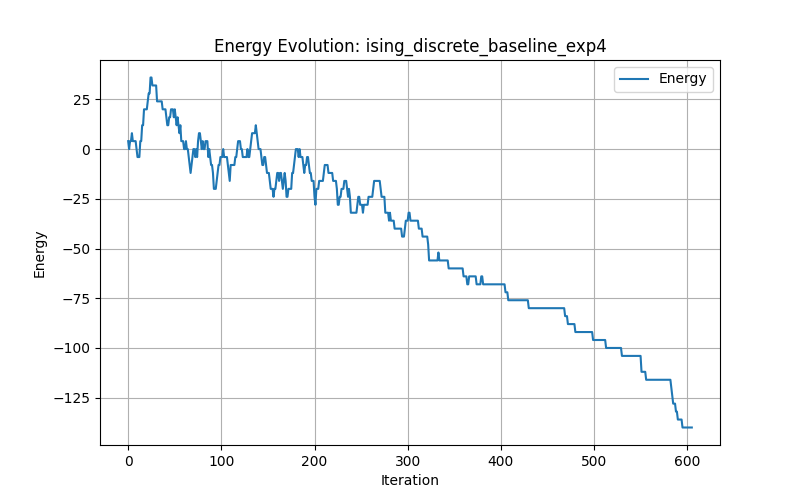 Energy Evolution: ising_discrete_baseline_exp4
Energy
25
0
−25
−50
−75
−100
−125
Energy
0 100 200 300 400 500 600
Iteration